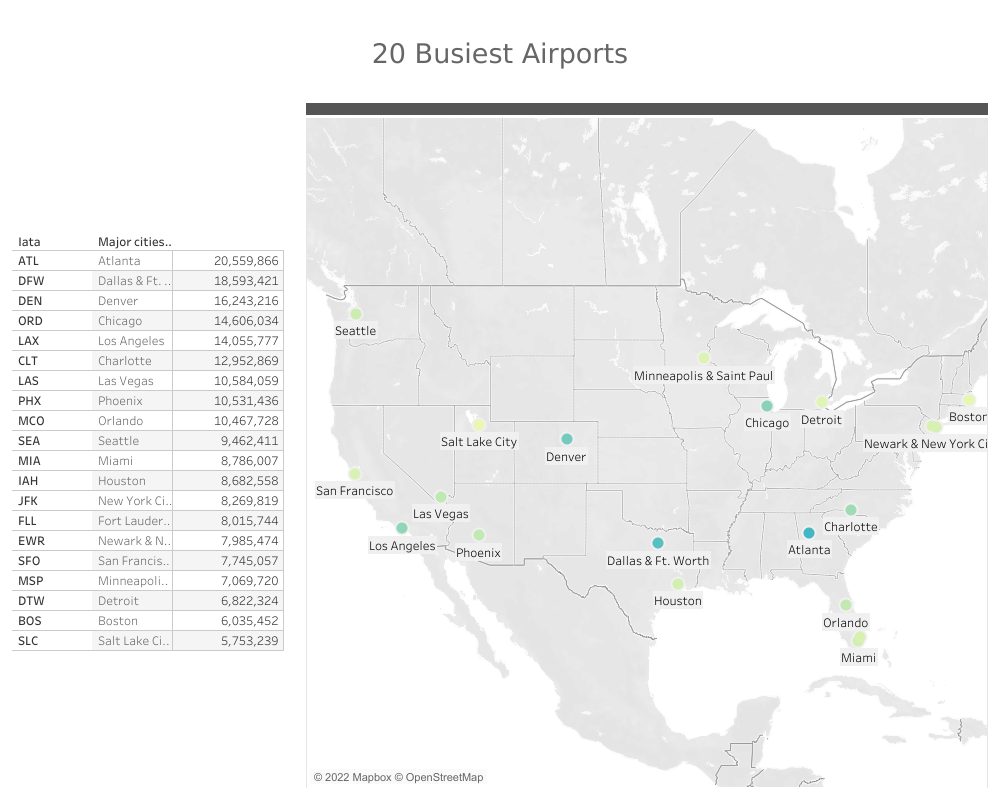 20 Busiest Airports
Iata Major cities..
ATL Atlanta 20,559,866
DFW Dallas & Ft. .. 18,593,421
DEN Denver 16,243,216
ORD Chicago 14,606,034
LAX Los Angeles 14,055,777
CLT Charlotte 12,952,869
LAS Las Vegas 10,584,059
PHX Phoenix 10,531,436
MCO Orlando 10,467,728
SEA Seattle 9,462,411
MIA Miami 8,786,007
IAH Houston 8,682,558
JFK New York Ci.. 8,269,819
FLL Fort Lauder.. 8,015,744
EWR Newark & N.. 7,985,474
SFO San Francis.. 7,745,057
MSP Minneapoli.. 7,069,720
DTW Detroit 6,822,324
BOS Boston 6,035,452
SLC Salt Lake Ci.. 5,753,239
Seattle
Minneapolis & Saint Paul
Chicago
Detroit
Boston
Newark & New York Ci
Salt Lake City
Denver
San Francisco
Las Vegas
Los Angeles
Phoenix
Charlotte
Atlanta
Dallas & Ft. Worth
Houston
Orlando
Miami
© 2022 Mapbox © OpenStreetMap